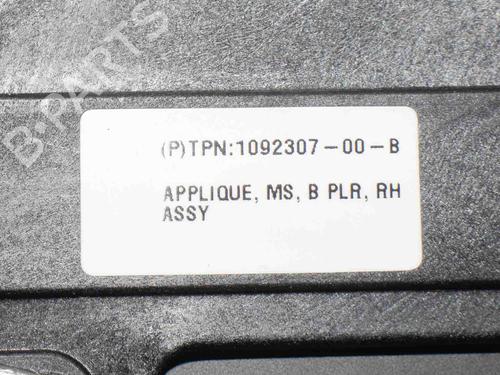 B-PARTS
(P)TPN:1092307-00-B
APPLIQUE, MS, B PLR, RH
ASSY